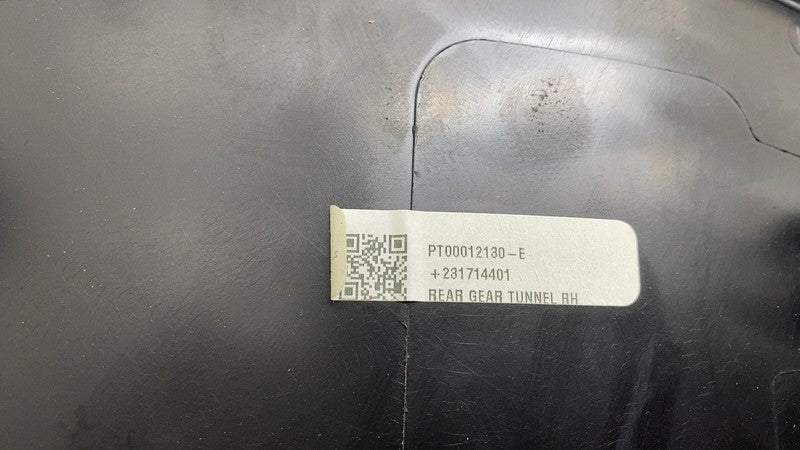 PT00012130-E
+231714401
REAR GEAR TUNNEL RH